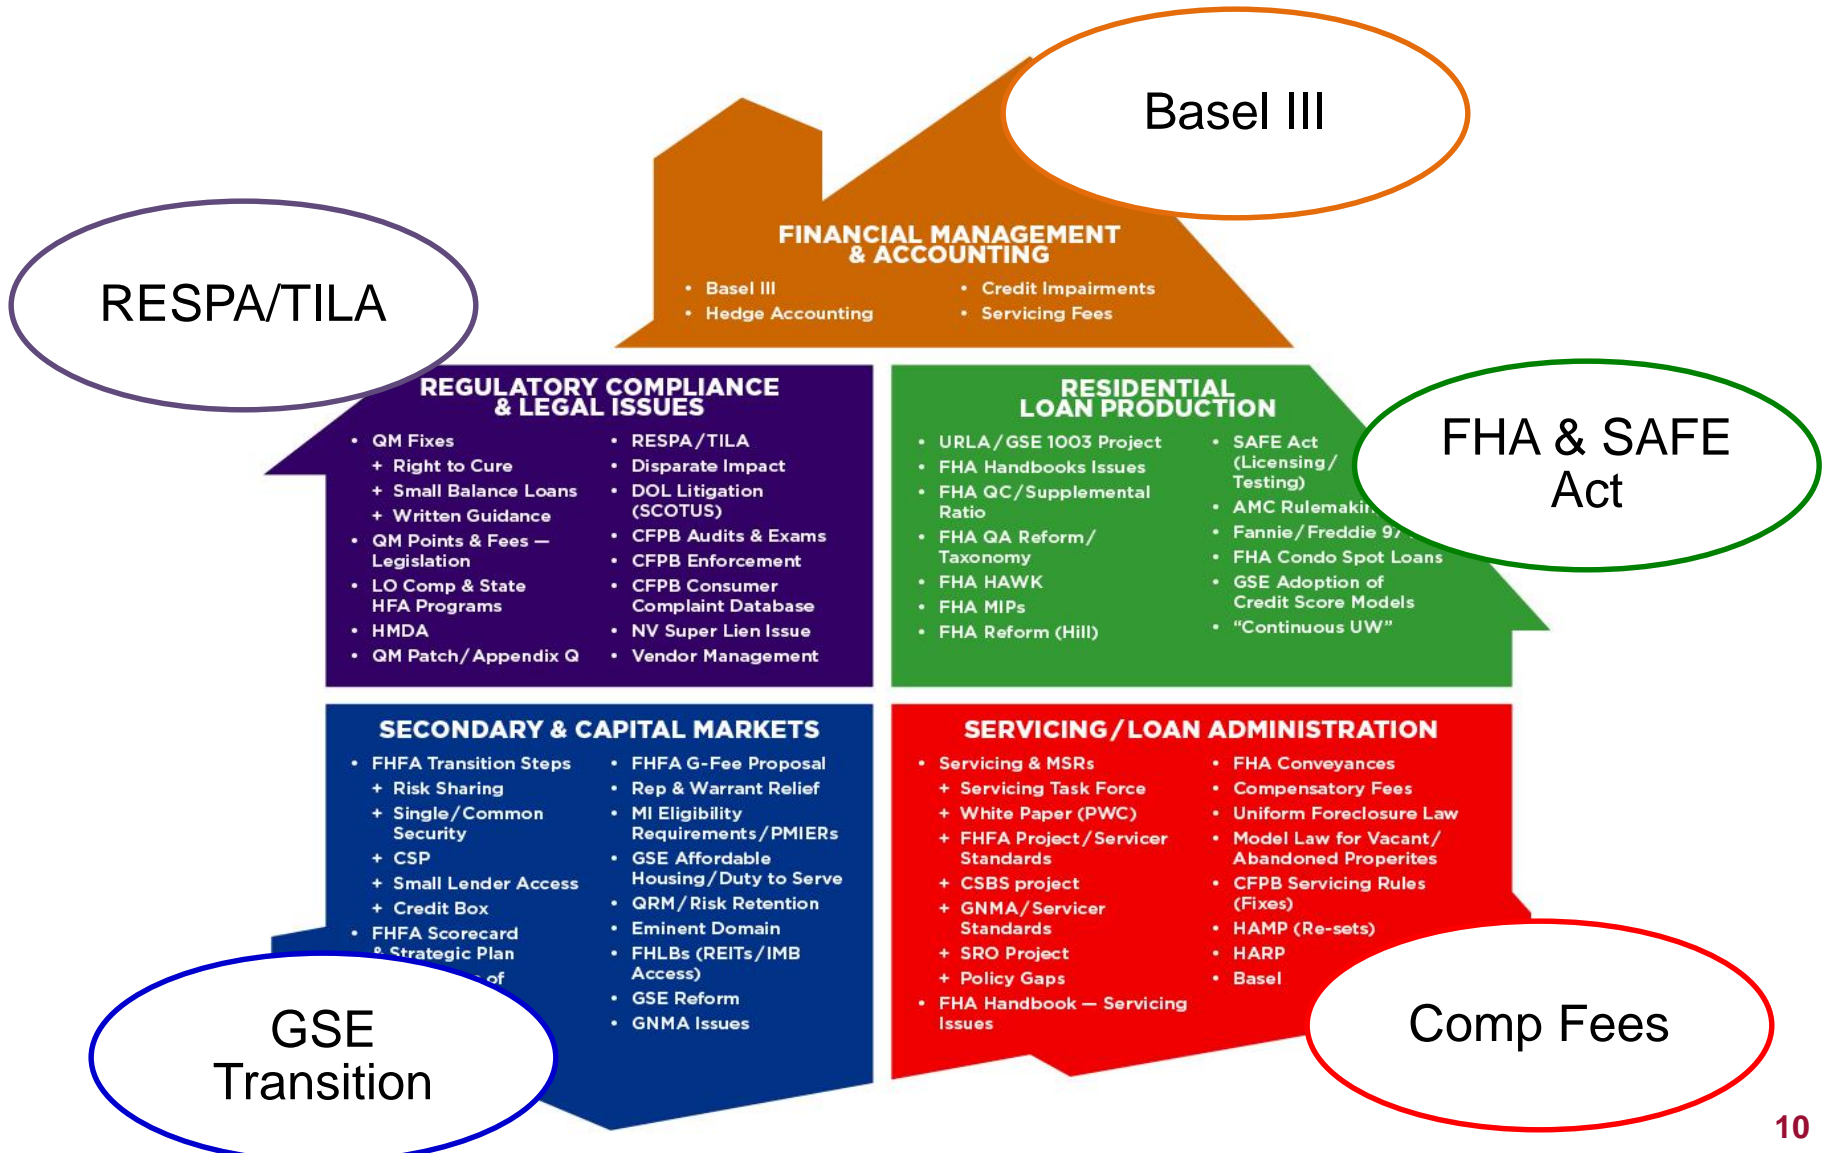 Basel III
RESPA/TILA
FINANCIAL MANAGEMENT
& ACCOUNTING
• Basel III
• Hedge Accounting
• Credit Impairments
• Servicing Fees
REGULATORY COMPLIANCE
& LEGAL ISSUES
• QM Fixes
+ Right to Cure
+ Small Balance Loans
+ Written Guidance
• QM Points & Fees —
Legislation
• LO Comp & State
HFA Programs
• HMDA
• QM Patch/Appendix Q
• RESPA/TILA
• Disparate Impact
• DOL Litigation
(SCOTUS)
• CFPB Audits & Exams
• CFPB Enforcement
• CFPB Consumer
Complaint Database
• NV Super Lien Issue
• Vendor Management
RESIDENTIAL
LOAN PRODUCTION
• URLA/GSE 1003 Project
• FHA Handbooks Issues
• FHA QC/Supplemental
Ratio
• FHA QA Reform/
Taxonomy
• FHA HAWK
• FHA MIPs
• FHA Reform (Hill)
• SAFE Act
(Licensing/
Testing)
• AMC
• Fannie/Freddie
• FHA Condo Spot Loans
• GSE Adoption of
Credit Score Models
• “Continuous UW”
FHA & SAFE
Act
SECONDARY & CAPITAL MARKETS
• FHFA Transition Steps
+ Risk Sharing
+ Single/Common
Security
+ CSP
+ Small Lender Access
+ Credit Box
• FHFA Scorecard
& Strategic Plan
of
• FHFA G-Fee Proposal
• Rep & Warrant Relief
• MI Eligibility
Requirements/PMIERs
• GSE Affordable
Housing/Duty to Serve
• QRM/Risk Retention
• Eminent Domain
• FHLBs (REITs/IMB
Access)
• GSE Reform
• GNMA Issues
GSE
Transition
SERVICING/LOAN ADMINISTRATION
• Servicing & MSRs
+ Servicing Task Force
+ White Paper (PWC)
+ FHFA Project/Servicer
Standards
+ CSBS project
+ GNMA/Servicer
Standards
+ SRO Project
+ Policy Gaps
• FHA Handbook — Servicing
Issues
• FHA Conveyances
• Compensatory Fees
• Uniform Foreclosure Law
• Model Law for Vacant/
Abandoned Properites
• CFPB Servicing Rules
(Fixes)
• HAMP (Re-sets)
• HARP
• Basel
Comp Fees
10